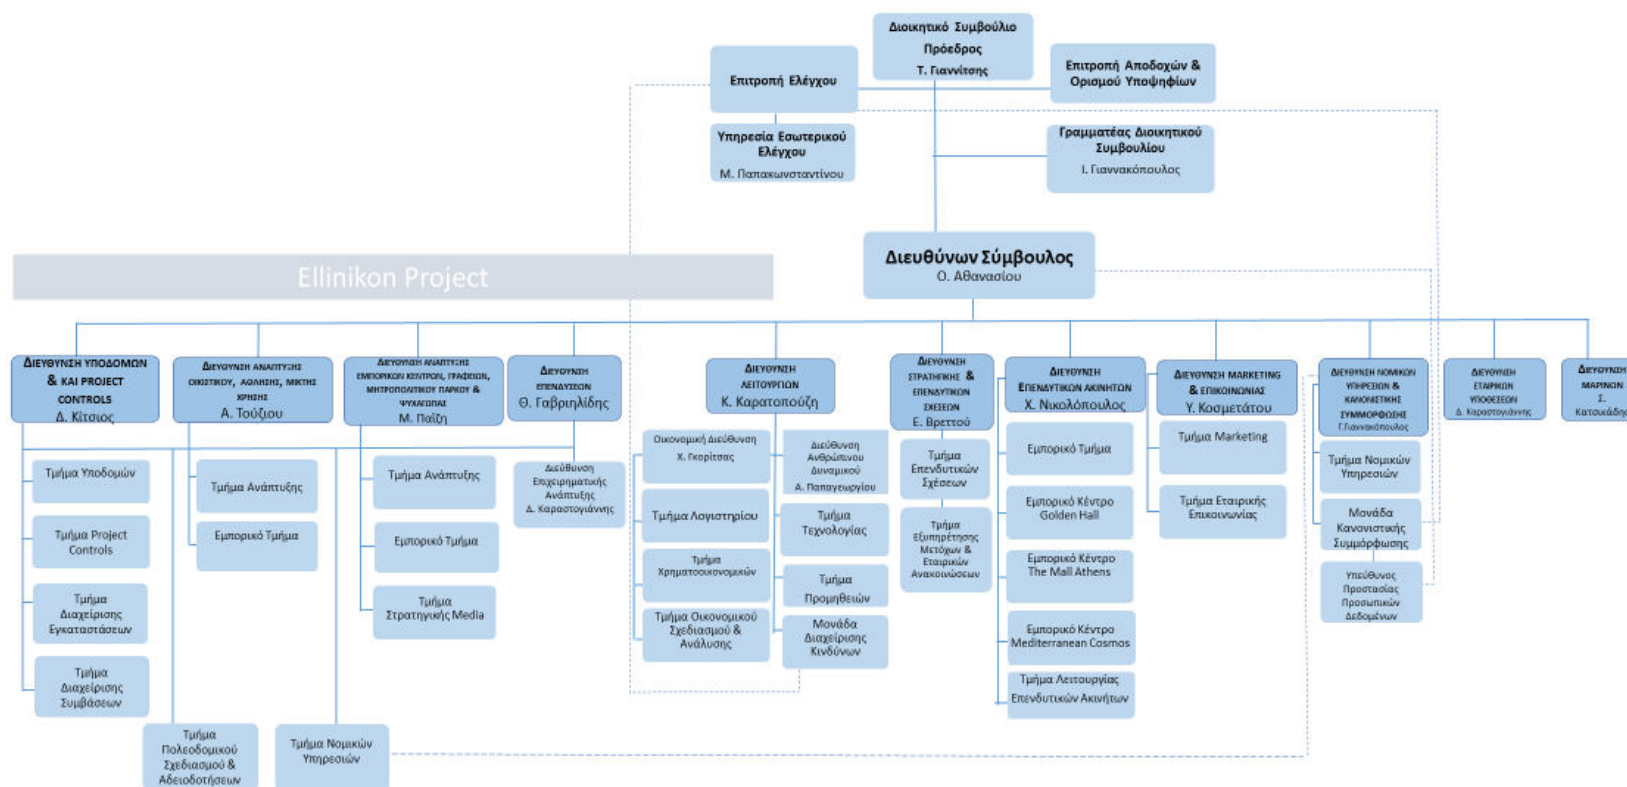 Διοικητικό Συμβούλιο
Πρόεδρος
Τ. Γιαννίτσης
Επιτροπή Ελέγχου
Επιτροπή Αποδοχών &
Ορισμού Υποψηφίων
Υπηρεσία Εσωτερικού
Ελέγχου
Μ. Παπακωνσταντίνου
Γραμματέας Διοικητικού
Συμβουλίου
Ι. Γιαννακόπουλος
Διευθύνων Σύμβουλος
Ο. Αθανασίου
Ellinikon Project
ΔΙΕΥΘΥΝΣΗ ΥΠΟΔΟΜΩΝ
& ΚΑΙ PROJECT
CONTROLS
Δ. Κίτσιος
ΔΙΕΥΘΥΝΣΗ ΑΝΑΠΤΥΞΗΣ
ΟΙΚΙΣΤΙΚΟΥ, ΑΘΛΗΣΗΣ, ΜΙΚΤΗΣ
ΧΡΗΣΗΣ
Α. Τούζιου
ΔΙΕΥΘΥΝΣΗ ΑΝΑΠΤΥΞΗΣ
ΕΜΠΟΡΙΚΩΝ ΚΕΝΤΡΩΝ, ΓΡΑΦΕΙΩΝ,
ΜΗΤΡΟΠΟΛΙΤΙΚΟΥ ΠΑΡΚΟΥ &
ΨΥΧΑΓΩΓΙΑΣ
Μ. Παΐζη
ΔΙΕΥΘΥΝΣΗ
ΕΠΕΝΔΥΣΕΩΝ
Θ. Γαβριηλίδης
ΔΙΕΥΘΥΝΣΗ
ΛΕΙΤΟΥΡΓΙΩΝ
Κ. Καρατοπούζη
ΔΙΕΥΘΥΝΣΗ
ΣΤΡΑΤΗΓΙΚΗΣ &
ΕΠΕΝΔΥΤΙΚΩΝ
ΣΧΕΣΕΩΝ
Ε. Βρεττού
ΔΙΕΥΘΥΝΣΗ
ΕΠΕΝΔΥΤΙΚΩΝ ΑΚΙΝΗΤΩΝ
Χ. Νικολόπουλος
ΔΙΕΥΘΥΝΣΗ MARKETING
& ΕΠΙΚΟΙΝΩΝΙΑΣ
Υ. Κοσμετάτου
ΔΙΕΥΘΥΝΣΗ ΝΟΜΙΚΩΝ
ΥΠΗΡΕΣΙΩΝ &
ΚΑΝΟΝΙΣΤΙΚΗΣ
ΣΥΜΜΟΡΦΩΣΗΣ
Γ.Γιαννακόπουλος
ΔΙΕΥΘΥΝΣΗ
ΕΤΑΙΡΙΚΩΝ
ΥΠΟΘΕΣΕΩΝ
Δ. Καραστογιάννης
ΔΙΕΥΘΥΝΣΗ
ΜΑΡΙΝΩΝ
Σ.
Κατσικάδης
Τμήμα Υποδομών
Τμήμα Project
Controls
Τμήμα
Διαχείρισης
Εγκαταστάσεων
Τμήμα
Διαχείρισης
Συμβάσεων
Τμήμα Ανάπτυξης
Εμπορικό Τμήμα
Τμήμα Ανάπτυξης
Εμπορικό Τμήμα
Τμήμα
Στρατηγικής Media
Διεύθυνση
Επιχειρηματικής
Ανάπτυξης
Δ. Καραστογιάννης
Οικονομική Διεύθυνση
Χ. Γκορίτσας
Τμήμα Λογιστηρίου
Τμήμα
Χρηματοοικονομικών
Τμήμα Οικονομικού
Σχεδιασμού &
Ανάλυσης
Διεύθυνση
Ανθρώπινου
Δυναμικού
Α. Παπαγεωργίου
Τμήμα
Τεχνολογίας
Τμήμα
Προμηθειών
Μονάδα
Διαχείρισης
Κινδύνων
Τμήμα
Επενδυτικών
Σχέσεων
Τμήμα
Εξυπηρέτησης
Μετόχων &
Εταιρικών
Ανακοινώσεων
Εμπορικό Τμήμα
Εμπορικό Κέντρο
Golden Hall
Εμπορικό Κέντρο
The Mall Athens
Εμπορικό Κέντρο
Mediterranean Cosmos
Τμήμα Λειτουργίας
Επενδυτικών Ακινήτων
Τμήμα Marketing
Τμήμα Εταιρικής
Επικοινωνίας
Τμήμα Νομικών
Υπηρεσιών
Μονάδα
Κανονιστικής
Συμμόρφωσης
Υπεύθυνος
Προστασίας
Προσωπικών
Δεδομένων
Τμήμα
Πολεοδομικού
Σχεδιασμού &
Αδειοδοτήσεων
Τμήμα Νομικών
Υπηρεσιών